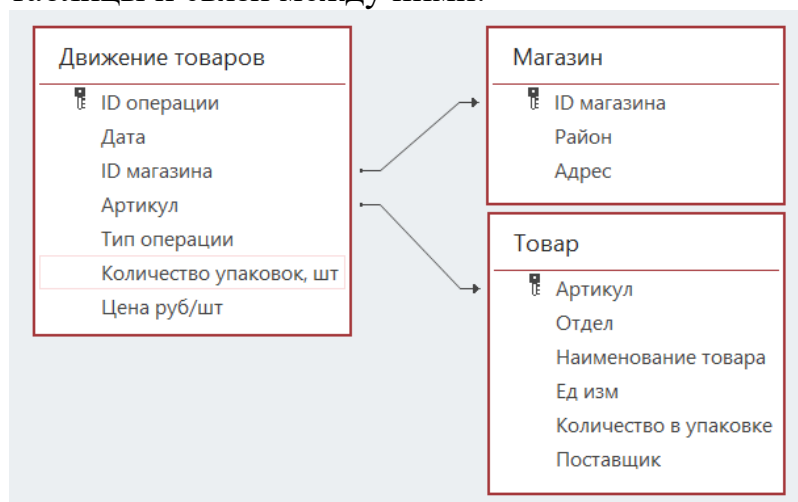 Движение товаров
ID операции
Дата
ID магазина
Артикул
Тип операции
Количество упаковок, шт
Цена руб/шт
Магазин
ID магазина
Район
Адрес
Товар
Артикул
Отдел
Наименование товара
Ед изм
Количество в упаковке
Поставщик